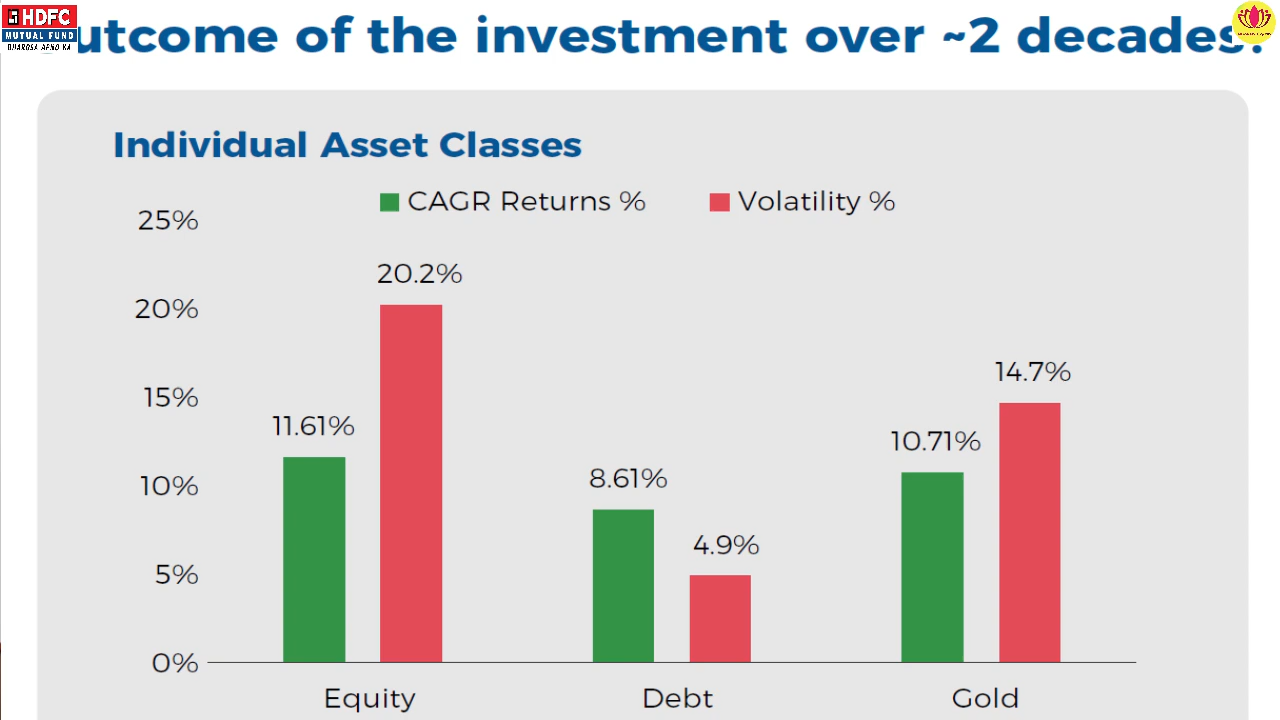 HDFC
MUTUAL FUND
BHAROSA APNO KA
utcome of the investment over ~2 decades?
Individual Asset Classes
CAGR Returns % Volatility %
25%
20%
15%
10%
5%
0%
11.61% 20.2%
8.61% 4.9%
10.71% 14.7%
Equity Debt Gold